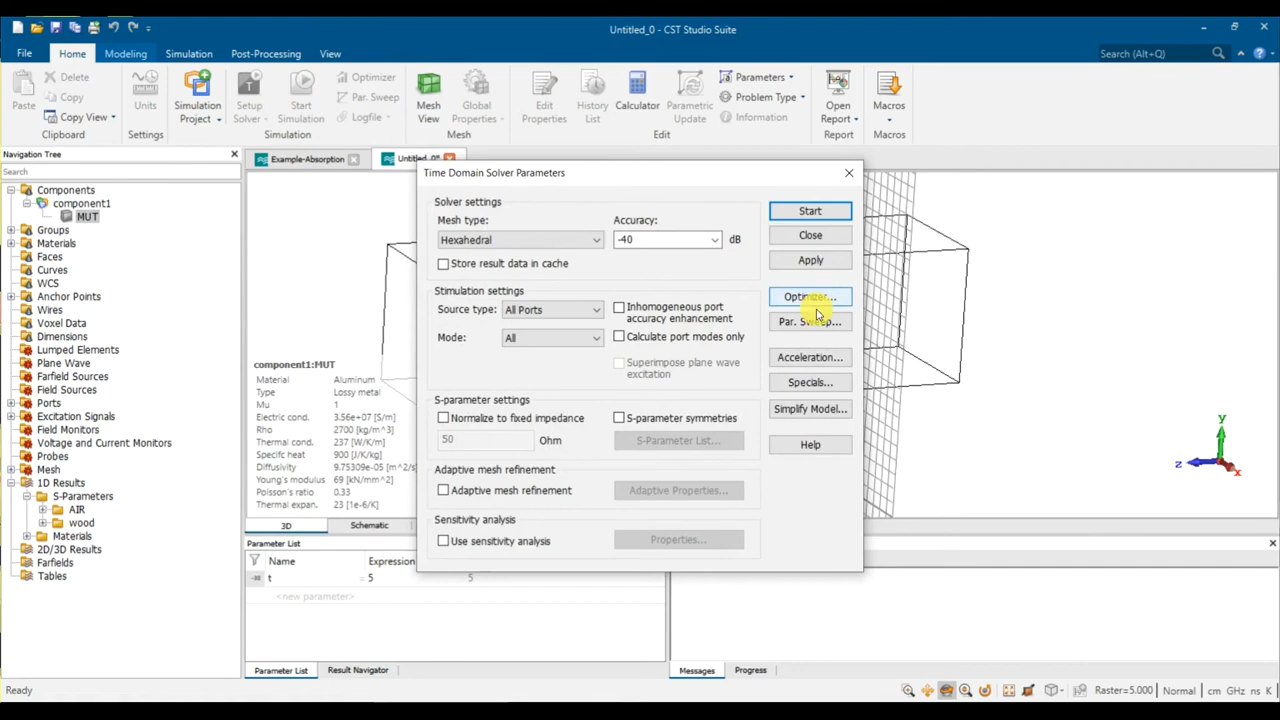 Untitled_0 - CST Studio Suite
File Home Modeling Simulation Post-Processing View Search (Alt+Q)
Paste Delete Copy Copy View Clipboard
Units Settings
Simulation Project Setup Solver Start Simulation Optimizer Par. Sweep Logfile Simulation
Mesh View Global Properties Mesh
Edit Properties History List Calculator Parametric Update Parameters Problem Type Information Edit
Open Report Report
Macros Macros
Navigation Tree
Search
Components
component1
MUT
Groups
Materials
Faces
Curves
WCS
Anchor Points
Wires
Voxel Data
Dimensions
Lumped Elements
Plane Wave
Farfield Sources
Field Sources
Ports
Excitation Signals
Field Monitors
Voltage and Current Monitors
Probes
Mesh
1D Results
S-Parameters
AIR
wood
Materials
2D/3D Results
Farfields
Tables
Example-Absorption
Untitled_0*
component1:MUT
Material Aluminum
Type Lossy metal
Mu 1
Electric cond. 3.56e+07 [S/m]
Rho 2700 [kg/m^3]
Thermal cond. 237 [W/K/m]
Specifc heat 900 [J/K/kg]
Diffusivity 9.75309e-05 [m^2/s]
Young's modulus 69 [kN/mm^2]
Poisson's ratio 0.33
Thermal expan. 23 [1e-6/K]
3D Schematic
Time Domain Solver Parameters
Solver settings
Mesh type: Accuracy:
Hexahedral -40 dB
Store result data in cache
Stimulation settings
Source type: All Ports
Mode: All
Inhomogeneous port
accuracy enhancement
Calculate port modes only
Superimpose plane wave
excitation
S-parameter settings
Normalize to fixed impedance S-parameter symmetries
50 Ohm S-Parameter List...
Adaptive mesh refinement
Adaptive mesh refinement Adaptive Properties...
Sensitivity analysis
Use sensitivity analysis Properties...
Start
Close
Apply
Optimizer...
Par. Sweep...
Acceleration...
Specials...
Simplify Model...
Help
y
z
x
Parameter List
Name Expression
t = 5 5
<new parameter>
Parameter List Result Navigator
Messages Progress
Ready Raster=5.000 Normal cm GHz ns K